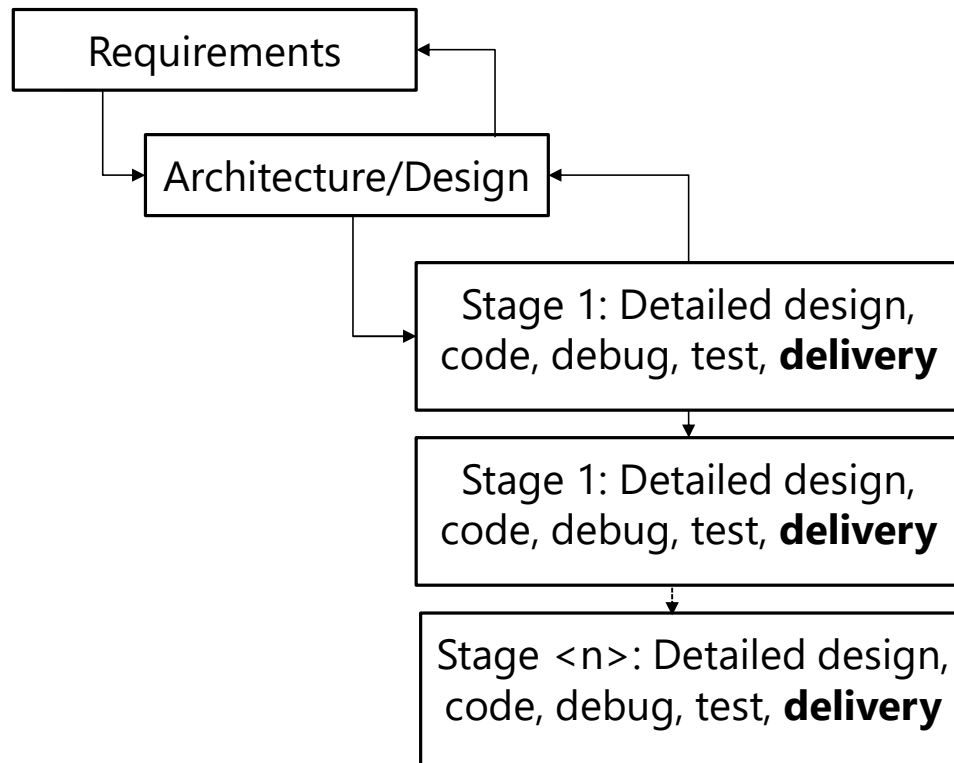 Requirements
Architecture/Design
Stage 1: Detailed design,
code, debug, test, delivery
Stage 1: Detailed design,
code, debug, test, delivery
Stage <n>: Detailed design,
code, debug, test, delivery